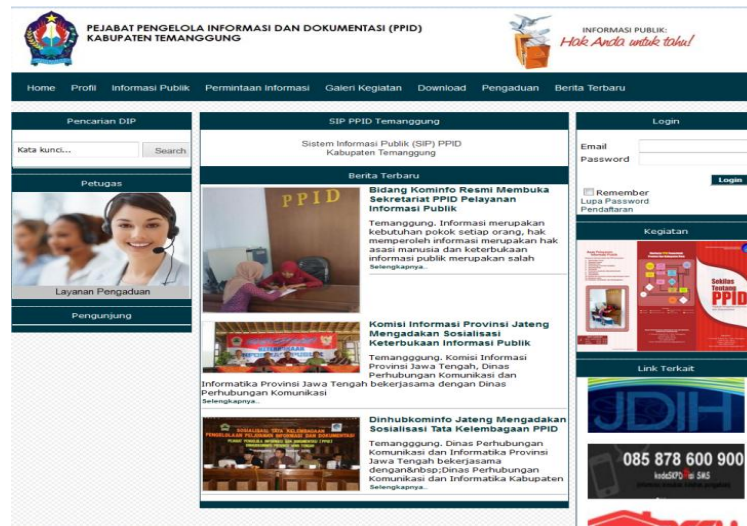 PEJABAT PENGELOLA INFORMASI DAN DOKUMENTASI (PPID)
KABUPATEN TEMANGGUNG
INFORMASI PUBLIK:
Hak Anda untuk tahu!
Home Profil Informasi Publik Permintaan Informasi Galeri Kegiatan Download Pengaduan Berita Terbaru
Pencarian DIP
Kata kunci...
Search
Petugas
Layanan Pengaduan
Pengunjung
SIP PPID Temanggung
Sistem Informasi Publik (SIP) PPID
Kabupaten Temanggung
Berita Terbaru
PPID
Bidang Kominfo Resmi Membuka
Sekretariat PPID Pelayanan
Informasi Publik
Temanggung. Informasi merupakan
kebutuhan pokok setiap orang, hak
memperoleh informasi merupakan hak
asasi manusia dan keterbukaan
informasi publik merupakan salah
Selengkapnya..
Komisi Informasi Provinsi Jateng
Mengadakan Sosialisasi
Keterbukaan Informasi Publik
Temangggung. Komisi Informasi
Provinsi Jawa Tengah, Dinas
Perhubungan Komunikasi dan
Informatika Provinsi Jawa Tengah bekerjasama dengan Dinas
Perhubungan Komunikasi
Selengkapnya..
SOSIALISASI TATA KELEMBAGAAN
Dinhubkominfo Jateng Mengadakan
Sosialisasi Tata Kelembagaan PPID
Temangggung. Dinas Perhubungan
Komunikasi dan Informatika Provinsi
Jawa Tengah bekerjasama
dengan&nbsp;Dinas Perhubungan
Komunikasi dan Informatika Kabupaten
Selengkapnya..
Login
Email
Password
Login
Remember
Lupa Password
Pendaftaran
Kegiatan
Sekilas
Tentang
PPID
Link Terkait
JDIH
085 878 600 900